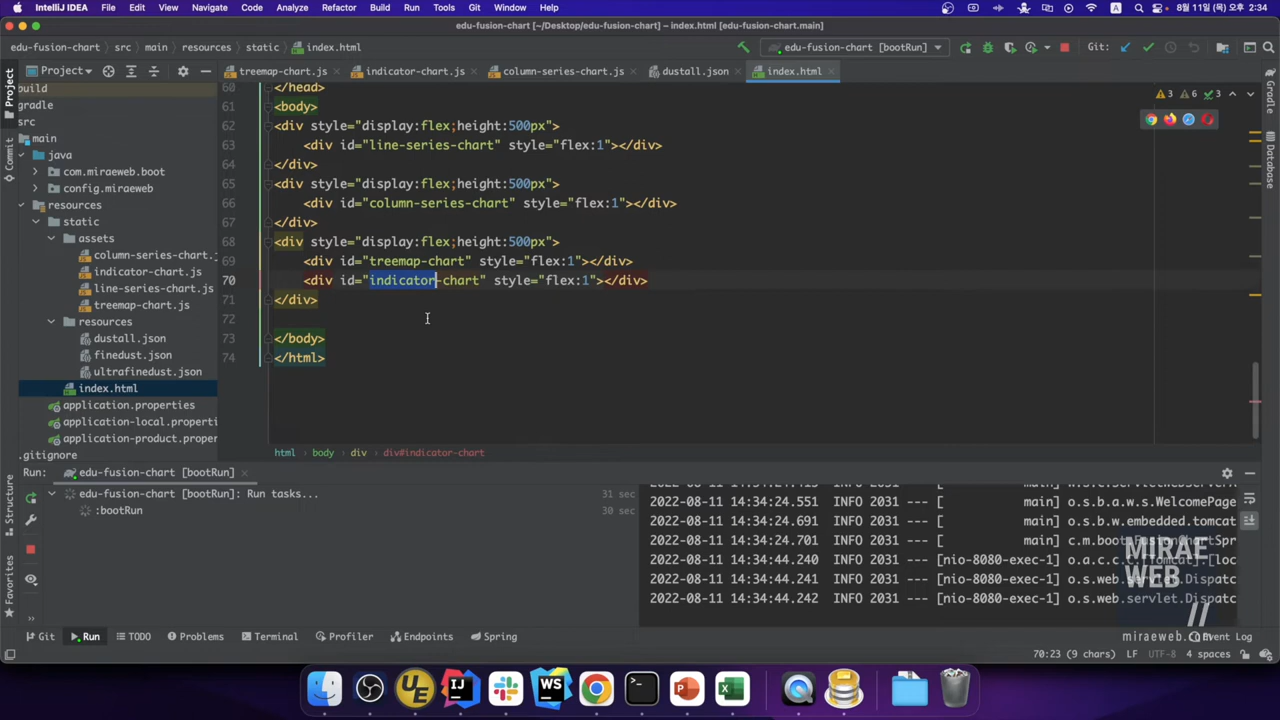 IntelliJ IDEA File Edit View Navigate Code Analyze Refactor Build Run Tools Git Window Help 8월 11일 (목) 오후 2:34
edu-fusion-chart (~/Desktop/edu-fusion-chart) – index.html [edu-fusion-chart.main]
edu-fusion-chart src main resources static index.html edu-fusion-chart [bootRun] Git:
Project treemap-chart.js indicator-chart.js column-series-chart.js dustall.json index.html
build
gradle
src
main
java
com.miraeweb.boot
config.miraeweb
resources
static
assets
column-series-chart.
indicator-chart.js
line-series-chart.js
treemap-chart.js
resources
dustall.json
finedust.json
ultrafinedust.json
index.html
application.properties
application-local.properti
application-product.proper
.gitignore
60 </head>
61 <body>
62 <div style="display:flex;height:500px">
63 <div id="line-series-chart" style="flex:1"></div>
64 </div>
65 <div style="display:flex;height:500px">
66 <div id="column-series-chart" style="flex:1"></div>
67 </div>
68 <div style="display:flex;height:500px">
69 <div id="treemap-chart" style="flex:1"></div>
70 <div id="indicator-chart" style="flex:1"></div>
71 </div>
72
73 </body>
74 </html>
3 6 3
html body div div#indicator-chart
Project
Commit
Structure
Favorites
Gradle
Database
Run: edu-fusion-chart [bootRun]
edu-fusion-chart [bootRun]: Run tasks... 31 sec
:bootRun 30 sec
2022-08-11 14:34:24.551 INFO 2031 --- [ main] o.s.b.a.w.s.WelcomePage
2022-08-11 14:34:24.691 INFO 2031 --- [ main] o.s.b.w.embedded.tomcat
2022-08-11 14:34:24.701 INFO 2031 --- [ main] c.m.boot.FusionChartSpr
2022-08-11 14:34:44.240 INFO 2031 --- [nio-8080-exec-1] o.a.c.c.C.[Tomcat].[loc
2022-08-11 14:34:44.241 INFO 2031 --- [nio-8080-exec-1] o.s.web.servlet.Dispatc
2022-08-11 14:34:44.242 INFO 2031 --- [nio-8080-exec-1] o.s.web.servlet.Dispatc
MIRAE
WEB
//
miraeweb.com
Git Run TODO Problems Terminal Profiler Endpoints Spring Event Log
70:23 (9 chars) LF UTF-8 4 spaces